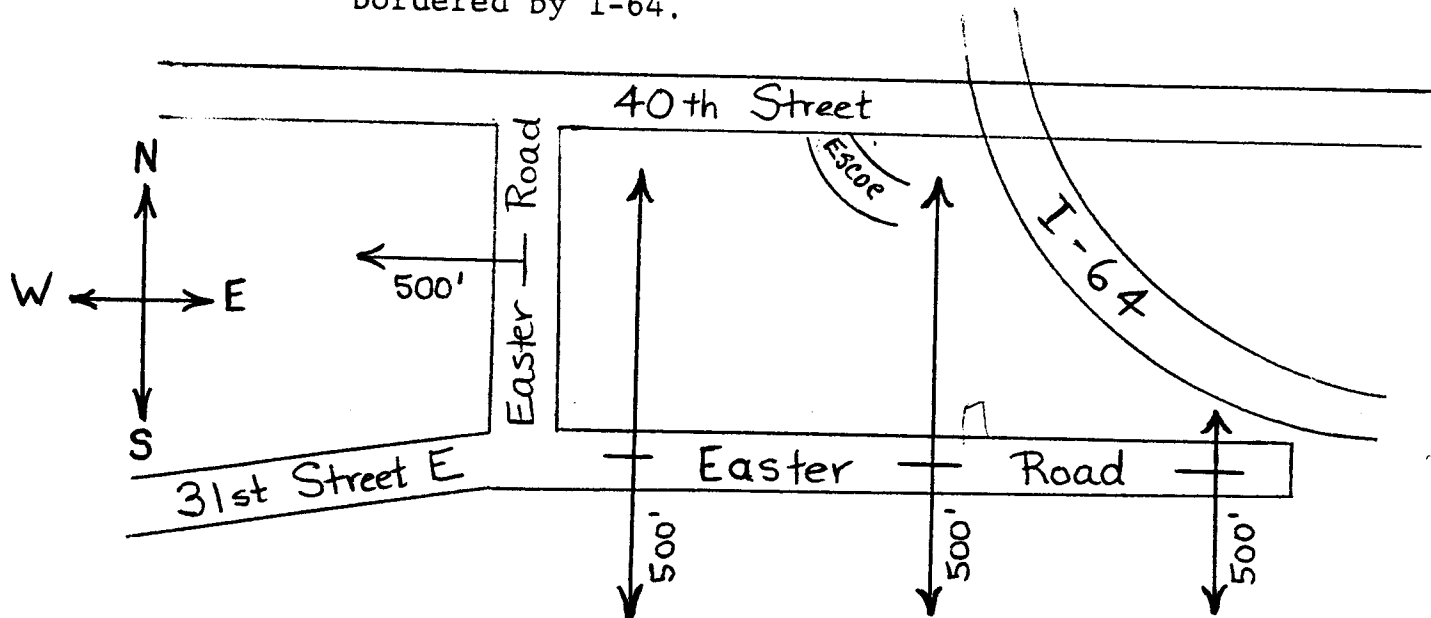 bordered by I-64.
40th Street
N
Escoe
Easter Road
I-64
500'
W E
S
31st Street E
Easter Road
500'
500'
500'